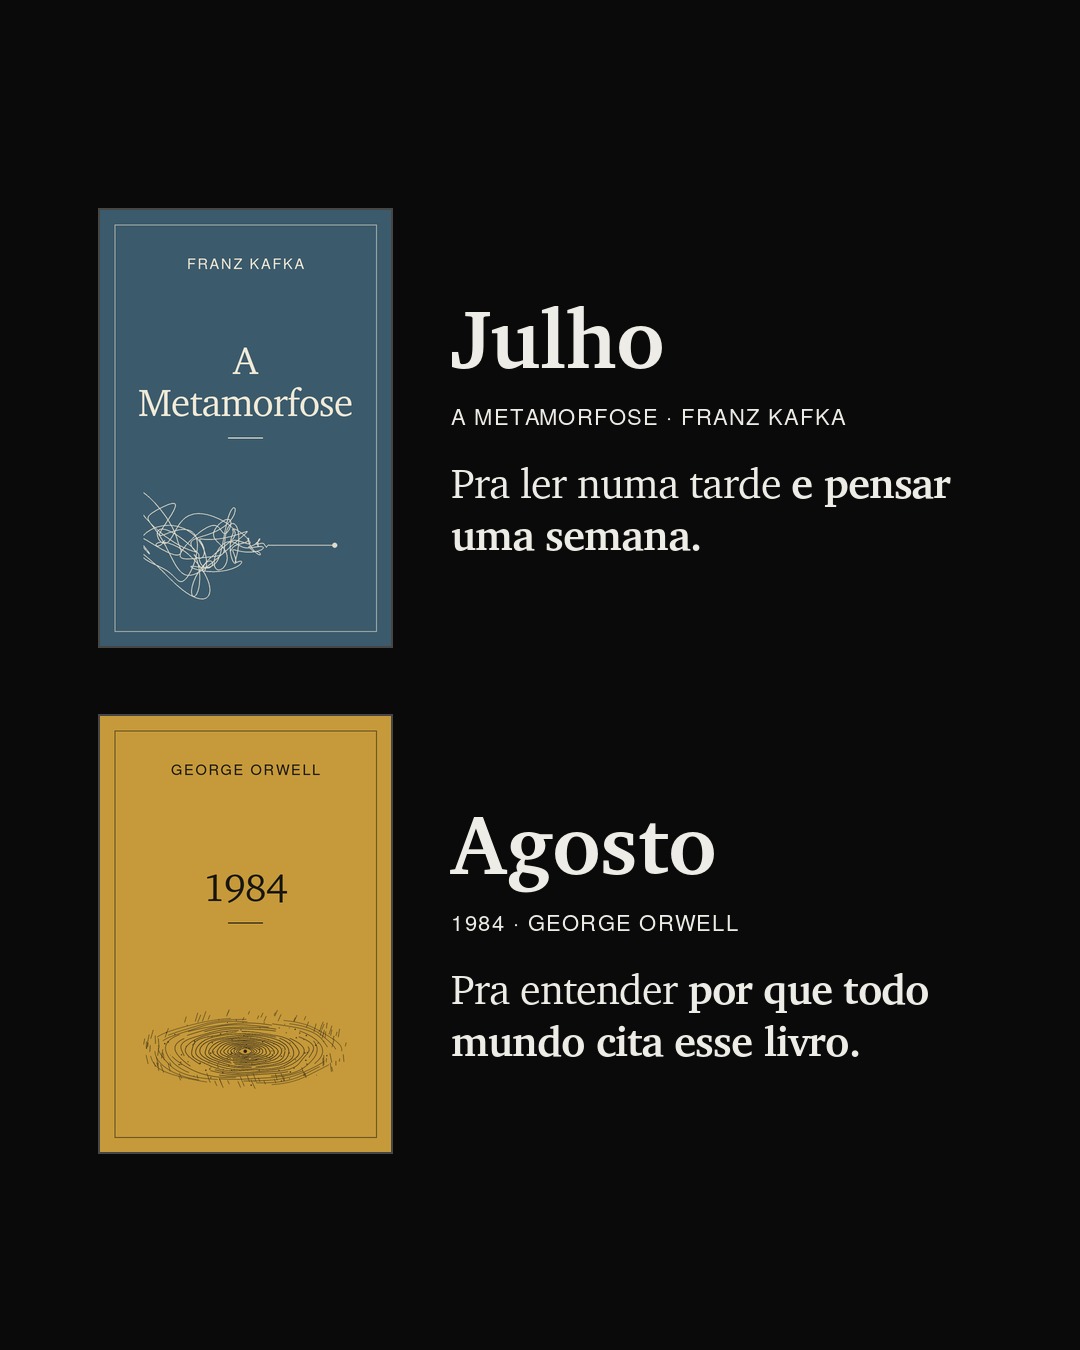 FRANZ KAFKA
A
Metamorfose
Julho
A METAMORFOSE · FRANZ KAFKA
Pra ler numa tarde e pensar
uma semana.
GEORGE ORWELL
1984
Agosto
1984 · GEORGE ORWELL
Pra entender por que todo
mundo cita esse livro.